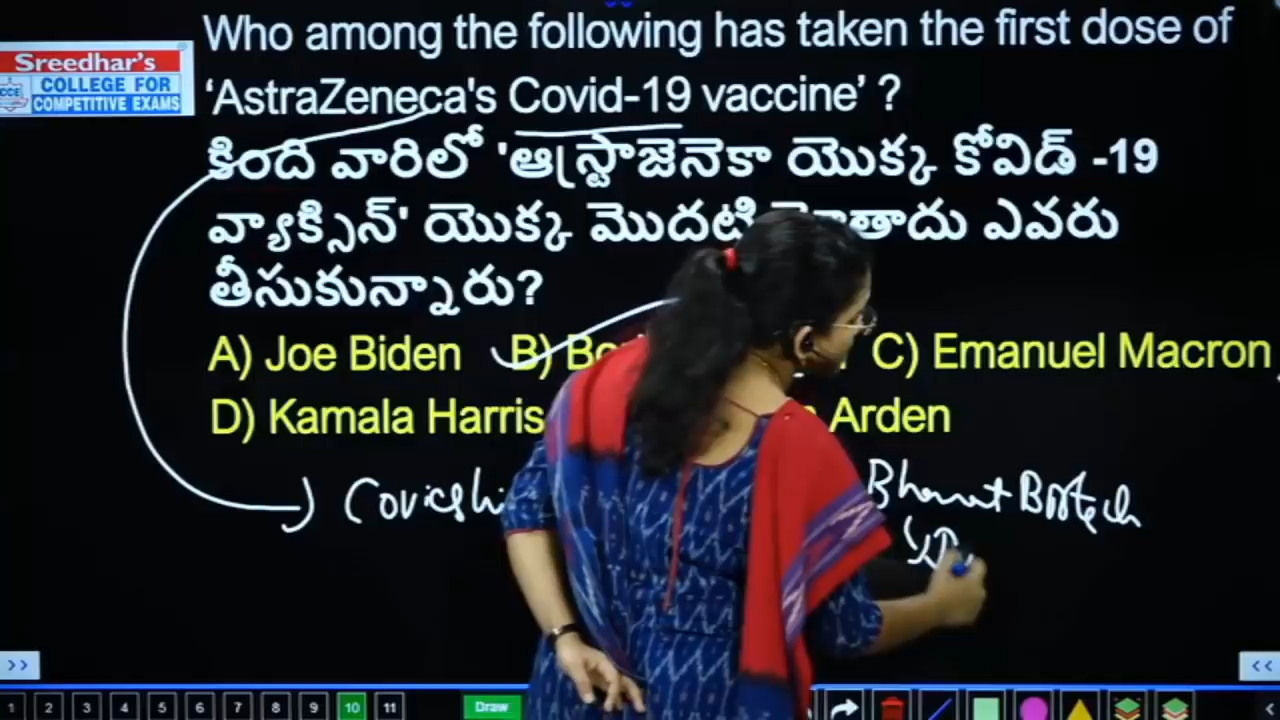 Who among the following has taken the first dose of
Sreedhar's
COLLEGE FOR
COMPETITIVE EXAMS
CCE
'AstraZeneca's Covid-19 vaccine' ?
కింది వారిలో 'ఆస్ట్రాజెనెకా యొక్క కోవిడ్ -19
వ్యాక్సిన్' యొక్క మొదటి ఎవరు
తీసుకున్నారు?
A) Joe Biden B) C) Emanuel Macron
D) Kamala Harris Arden
Bharat Biotech
>> <<
1 2 3 4 5 6 7 8 9 10 11 Draw